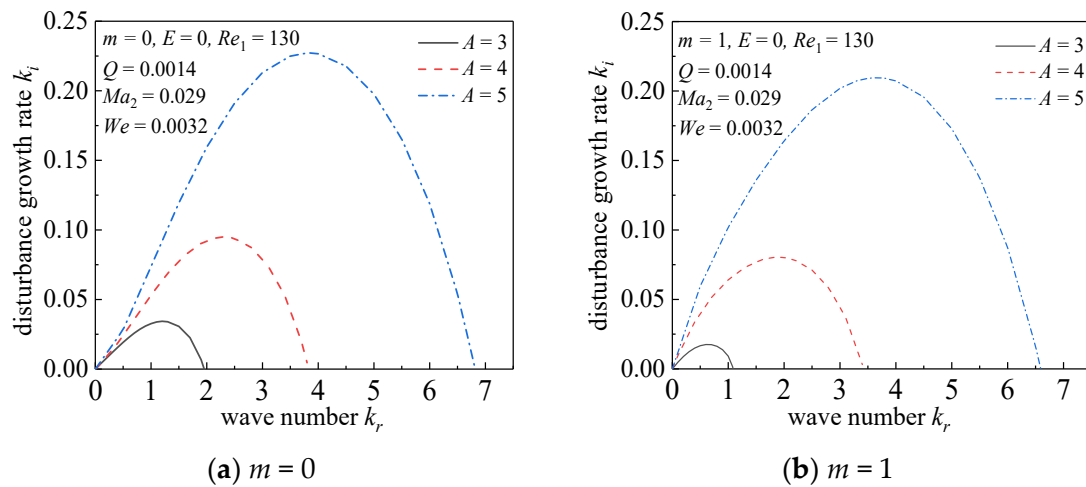 0.25
0.20
0.15
0.10
0.05
0.00
disturbance growth rate kᵢ
m = 0, E = 0, Re₁ = 130
Q = 0.0014
Ma₂ = 0.029
We = 0.0032
A = 3
A = 4
A = 5
0 1 2 3 4 5 6 7
wave number kᵣ
(a) m = 0
0.25
0.20
0.15
0.10
0.05
0.00
disturbance growth rate kᵢ
m = 1, E = 0, Re₁ = 130
Q = 0.0014
Ma₂ = 0.029
We = 0.0032
A = 3
A = 4
A = 5
0 1 2 3 4 5 6 7
wave number kᵣ
(b) m = 1